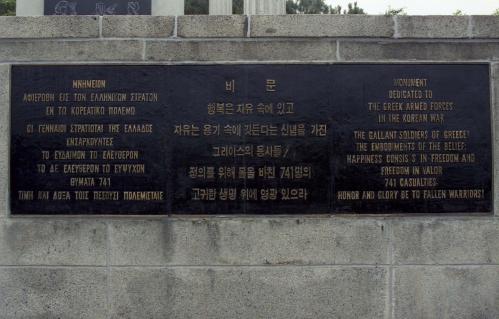 ΜΝΗΜΕΙΟΝ
ΑΦΙΕΡΩΘΗ ΕΙΣ ΤΟΝ ΕΛΛΗΝΙΚΟΝ ΣΤΡΑΤΟΝ
ΕΝ ΤΩ ΚΟΡΕΑΤΙΚΩ ΠΟΛΕΜΩ
ΟΙ ΓΕΝΝΑΙΟΙ ΣΤΡΑΤΙΩΤΑΙ ΤΗΣ ΕΛΛΑΔΟΣ
ΕΝΣΑΡΚΟΥΝΤΕΣ
ΤΟ ΕΥΔΑΙΜΟΝ ΤΟ ΕΛΕΥΘΕΡΟΝ
ΤΟ ΔΕ ΕΛΕΥΘΕΡΟΝ ΤΟ ΕΥΨΥΧΟΝ
ΘΥΜΑΤΑ 741
ΤΙΜΗ ΚΑΙ ΔΟΞΑ ΤΟΙΣ ΠΕΣΟΥΣΙ ΠΟΛΕΜΙΣΤΑΙΣ
비 문
행복은 자유 속에 있고
자유는 용기 속에 깃든다는 신념을 가진
그리이스의 용사들!
정의를 위해 몸을 바친 741명의
고귀한 생명 위에 영광 있으라
MONUMENT
DEDICATED TO
THE GREEK ARMED FORCES
IN THE KOREAN WAR
THE GALLANT SOLDIERS OF GREECE!
THE EMBODIMENTS OF THE BELIEF;
HAPPINESS CONSIS S IN FREEDOM AND
FREEDOM IN VALOR
741 CASUALTIES.
HONOR AND GLORY BE TO FALLEN WARRIORS!